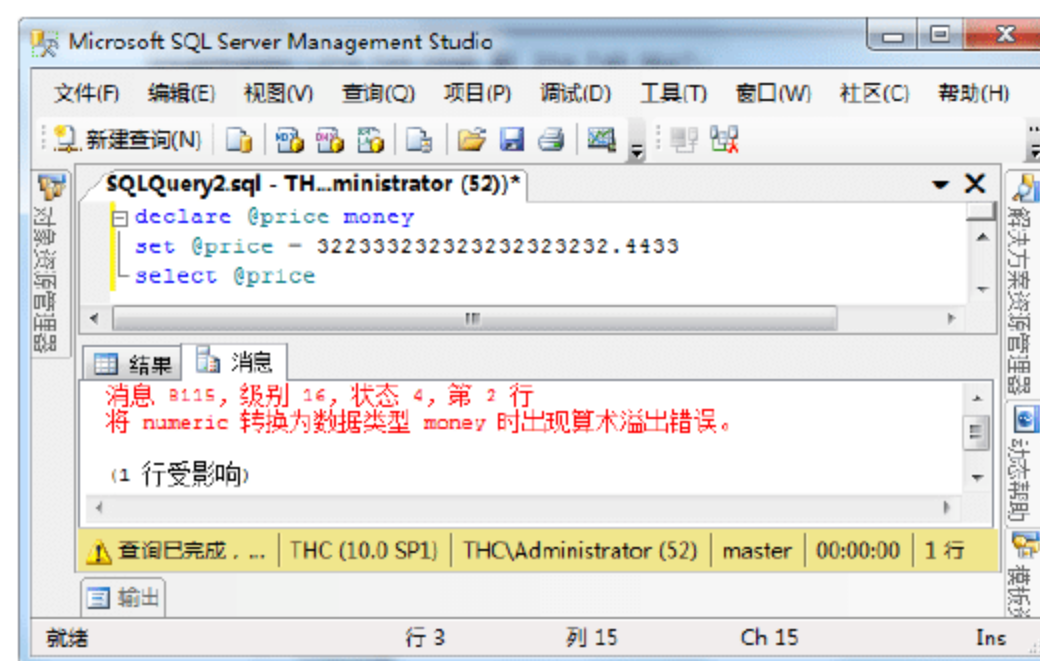 Microsoft SQL Server Management Studio
文件(F) 编辑(E) 视图(V) 查询(Q) 项目(P) 调试(D) 工具(T) 窗口(W) 社区(C) 帮助(H)
新建查询(N)
SQLQuery2.sql - TH...ministrator (52))*
declare @price money
set @price = 322333232323232323232.4433
select @price
对象资源管理器
解决方案资源管理器
结果 消息
消息 8115，级别 16，状态 4，第 2 行
将 numeric 转换为数据类型 money 时出现算术溢出错误。
(1 行受影响)
动态帮助
查询已完成，... THC (10.0 SP1) THC\Administrator (52) master 00:00:00 1 行
模板
输出
就绪 行 3 列 15 Ch 15 Ins